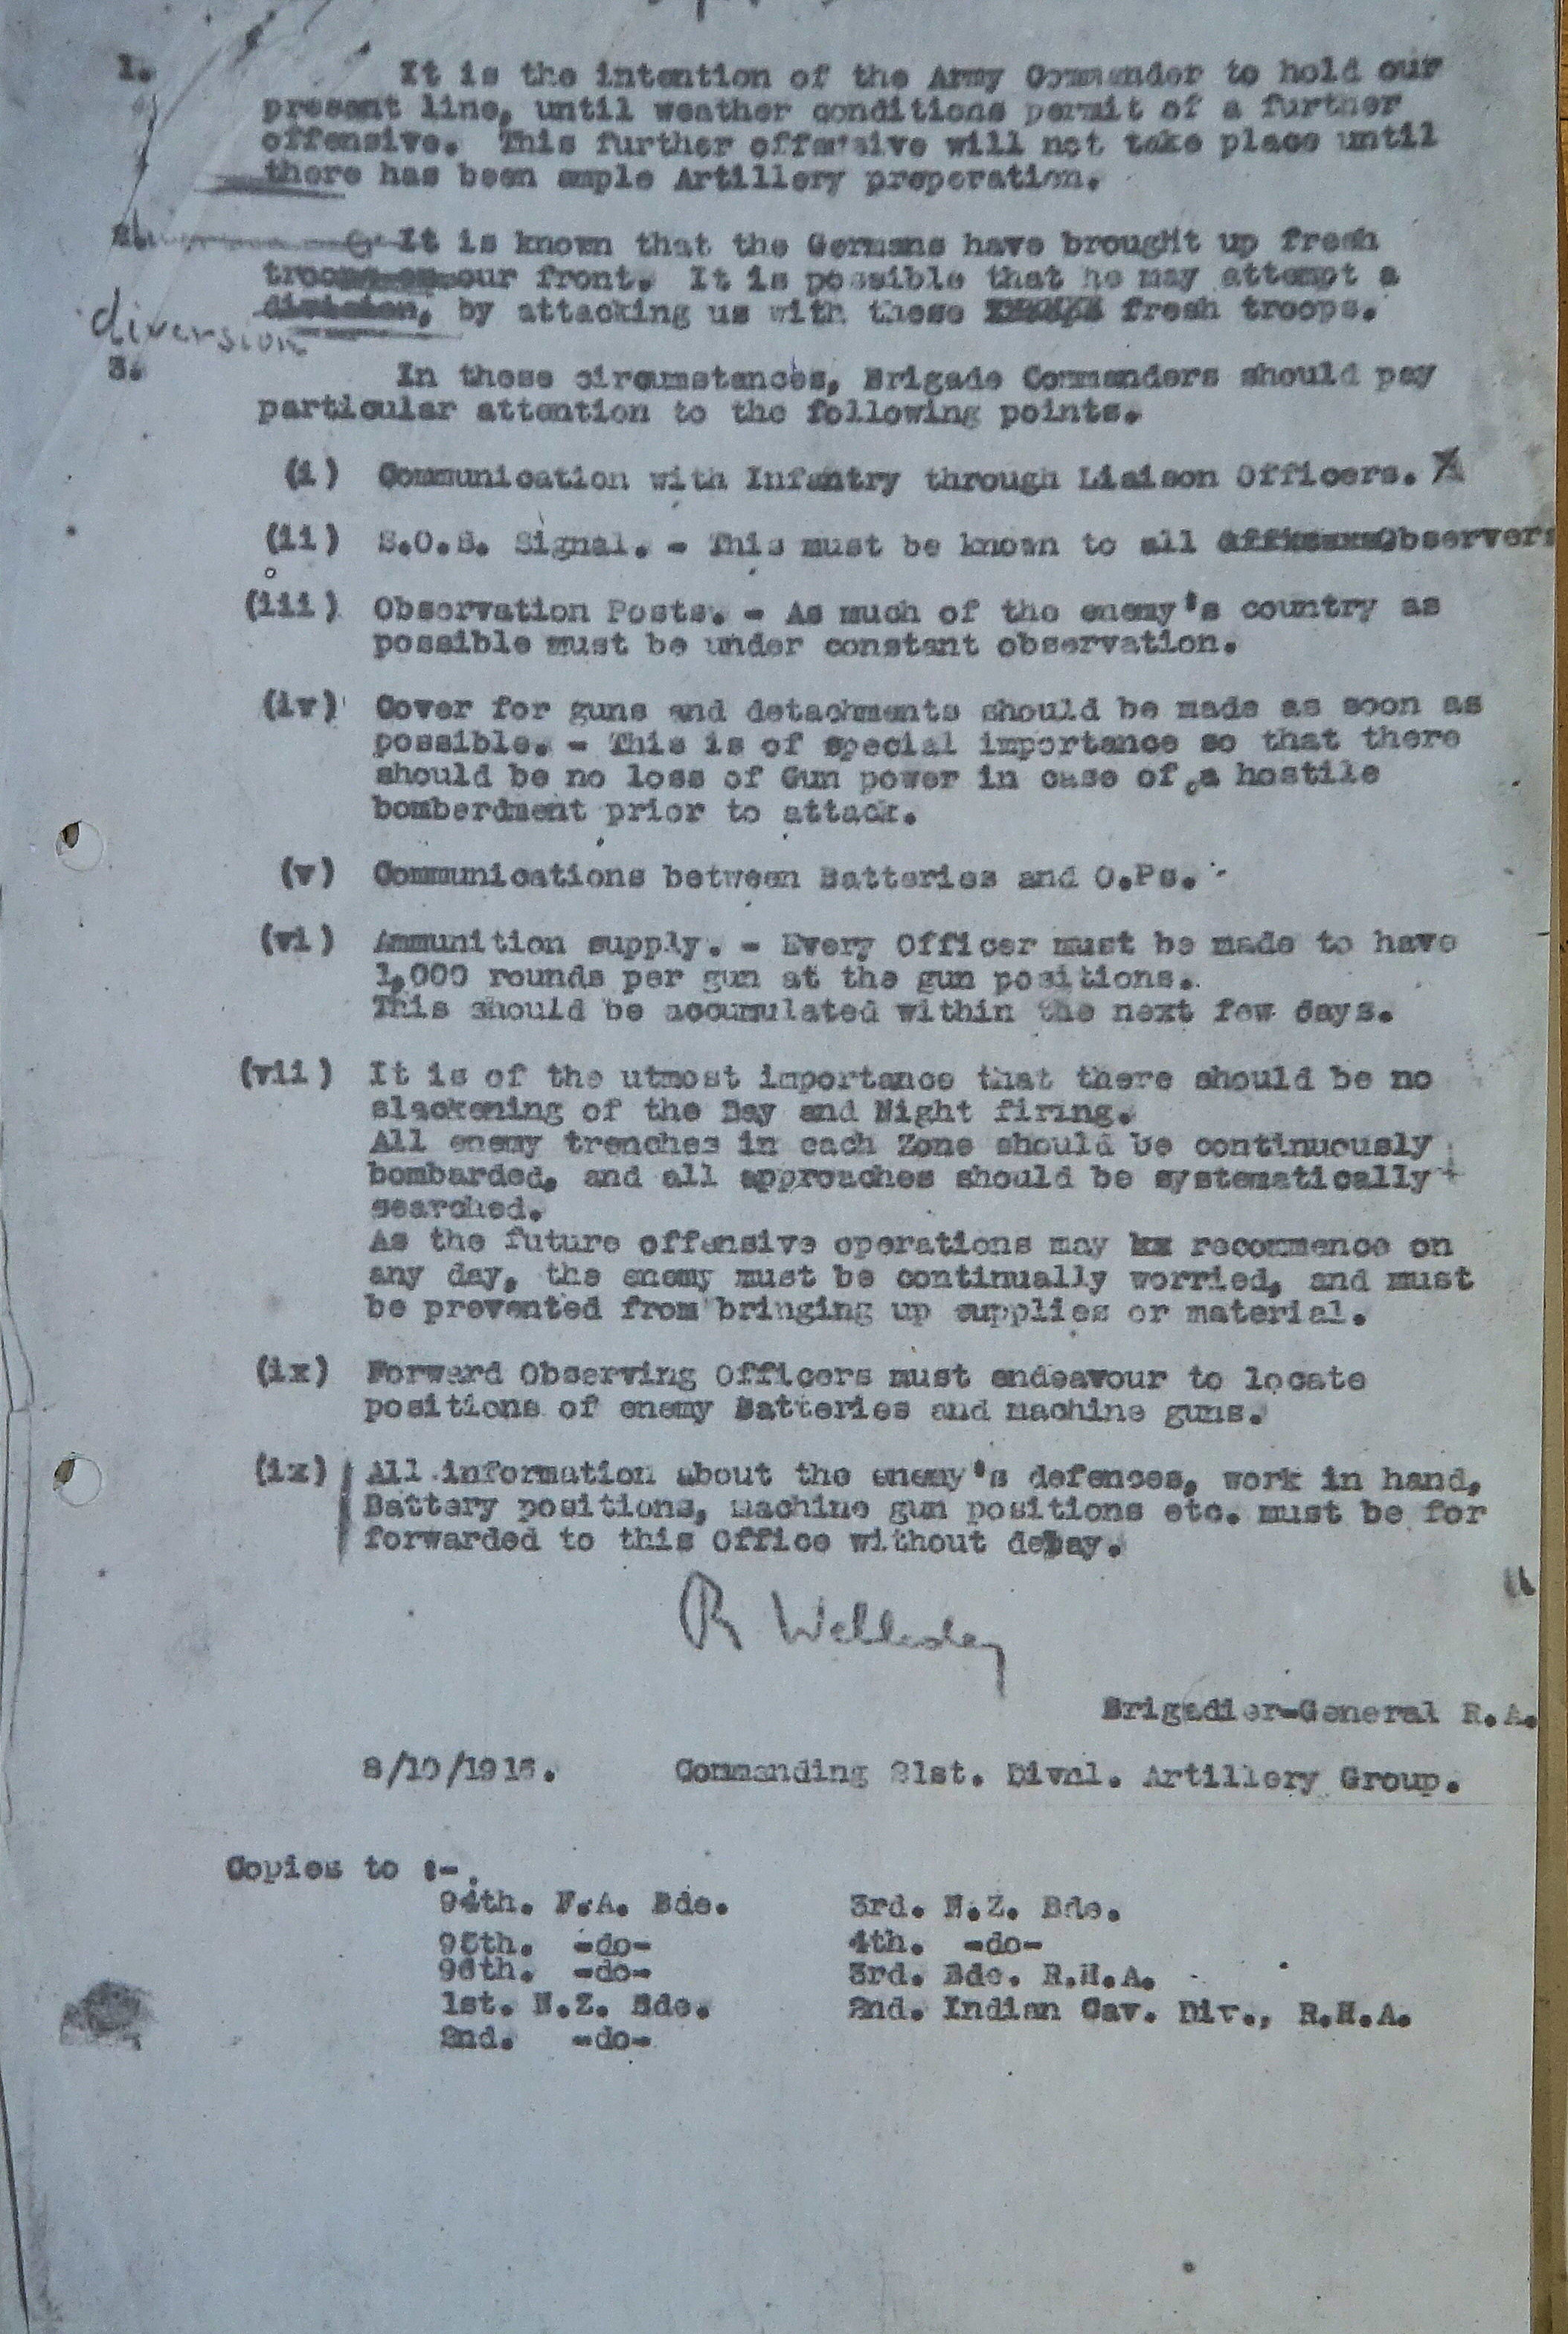 1. It is the intention of the Army Commander to hold our
present line, until weather conditions permit of a further
offensive. This further offensive will not take place until
there has been ample Artillery preparation.
2. It is known that the Germans have brought up fresh
troops on our front. It is possible that he may attempt a
division, by attacking us with these fresh troops.
diversion
3. In these circumstances, Brigade Commanders should pay
particular attention to the following points.
(i) Communication with Infantry through Liaison Officers.
(ii) S.O.S. Signal. - This must be known to all Observers
(iii) Observation Posts. - As much of the enemy's country as
possible must be under constant observation.
(iv) Cover for guns and detachments should be made as soon as
possible. - This is of special importance so that there
should be no loss of Gun power in case of a hostile
bomberdment prior to attack.
(v) Communications between Batteries and O.Ps.
(vi) Ammunition supply. - Every Officer must be made to have
1,000 rounds per gun at the gun positions.
This should be accumulated within the next few days.
(vii) It is of the utmost importance that there should be no
slackening of the Day and Night firing.
All enemy trenches in each Zone should be continuously
bombarded, and all approaches should be systematically
searched.
As the future offensive operations may recommence on
any day, the enemy must be continually worried, and must
be prevented from bringing up supplies or material.
(ix) Forward Observing Officers must endeavour to locate
positions of enemy Batteries and machine guns.
(ix) All information about the enemy's defences, work in hand,
Battery positions, machine gun positions etc. must be for
forwarded to this Office without delay.
R Wellesley
Brigadier-General R.A.
8/10/1916. Commanding 21st. Divnl. Artillery Group.
Copies to :-
94th. F.A. Bde. 3rd. N.Z. Bde.
95th. -do- 4th. -do-
96th. -do- 3rd. Bde. R.H.A.
1st. N.Z. Bde. 2nd. Indian Cav. Div., R.H.A.
2nd. -do-